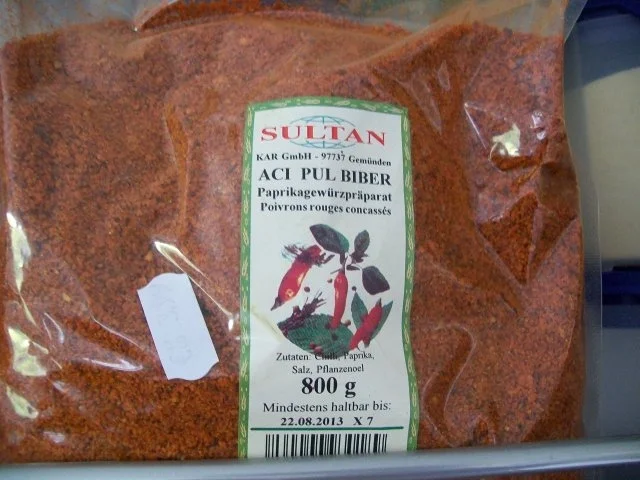 SULTAN
KAR GmbH - 97737 Gemünden
ACI PUL BIBER
Paprikagewürzpräparat
Poivrons rouges concassés
Zutaten: Chilli, Paprika,
Salz, Pflanzenoel
800 g
Mindestens haltbar bis:
22.08.2013 X 7